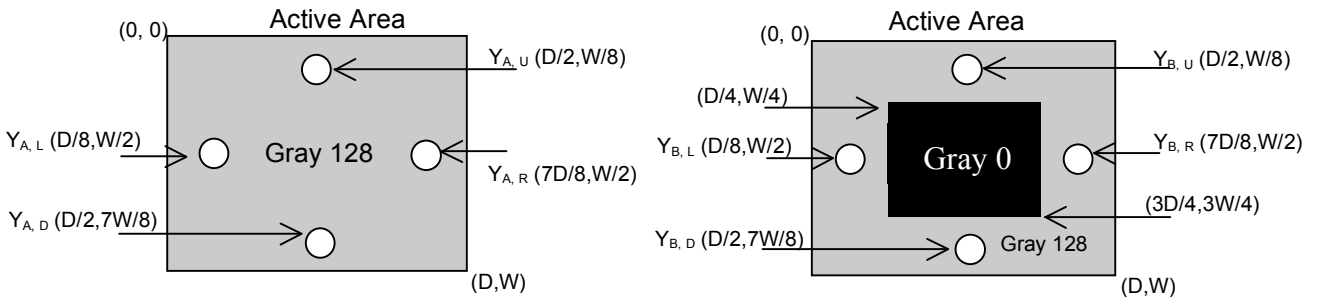 Active Area
(0, 0)
YA, U (D/2,W/8)
YA, L (D/8,W/2)
Gray 128
YA, R (7D/8,W/2)
YA, D (D/2,7W/8)
(D,W)
Active Area
(0, 0)
YB, U (D/2,W/8)
(D/4,W/4)
YB, L (D/8,W/2)
Gray 0
YB, R (7D/8,W/2)
(3D/4,3W/4)
YB, D (D/2,7W/8)
Gray 128
(D,W)